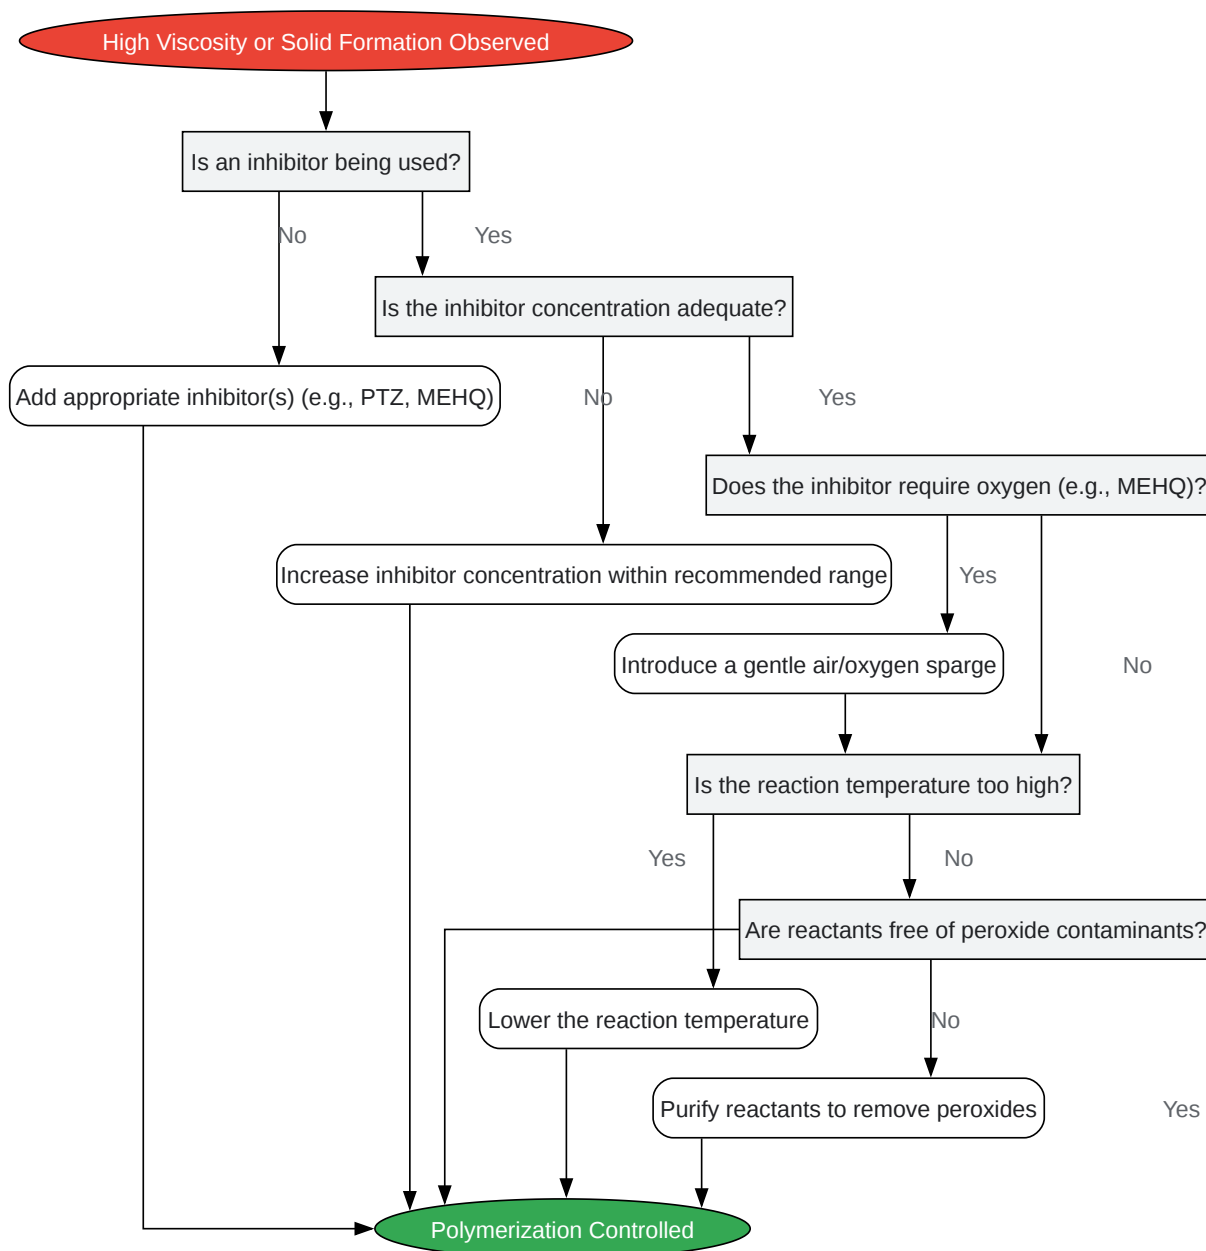 High Viscosity or Solid Formation Observed
Is an inhibitor being used?
No
Yes
Is the inhibitor concentration adequate?
Add appropriate inhibitor(s) (e.g., PTZ, MEHQ)
No
Yes
Does the inhibitor require oxygen (e.g., MEHQ)?
Increase inhibitor concentration within recommended range
Yes
Introduce a gentle air/oxygen sparge
No
Is the reaction temperature too high?
Yes
No
Are reactants free of peroxide contaminants?
Lower the reaction temperature
No
Purify reactants to remove peroxides
Yes
Polymerization Controlled